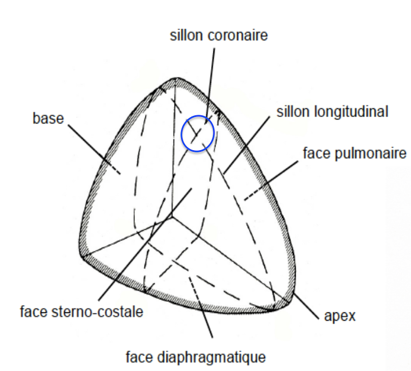 sillon coronaire
base
sillon longitudinal
face pulmonaire
face sterno-costale
apex
face diaphragmatique